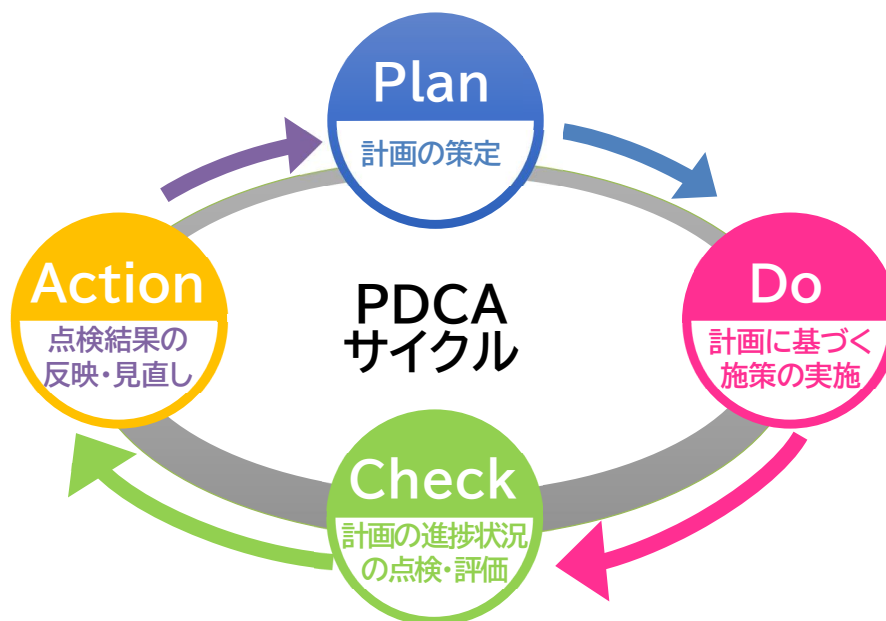 Plan
計画の策定
Do
計画に基づく
施策の実施
Check
計画の進捗状況
の点検・評価
Action
点検結果の
反映・見直し
PDCA
サイクル